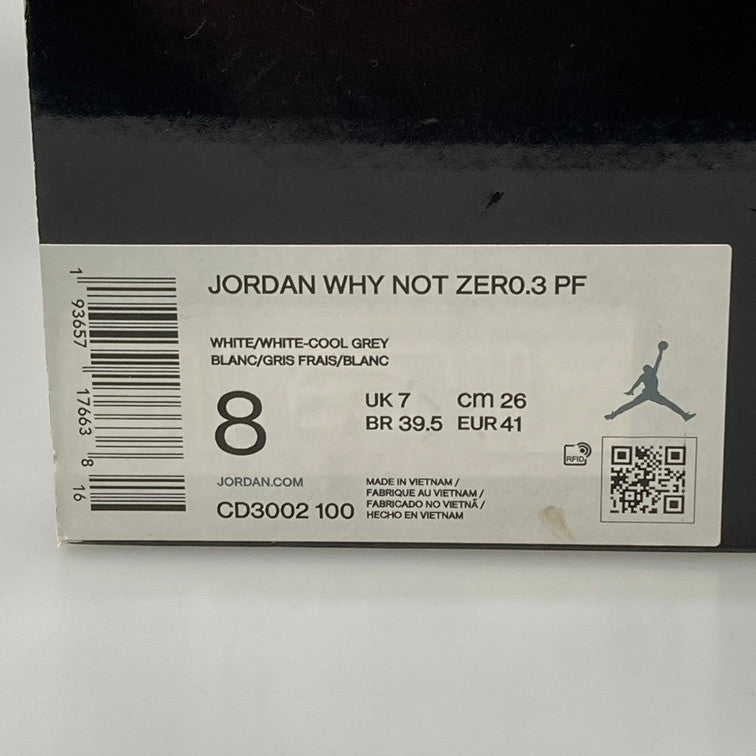 JORDAN WHY NOT ZER0.3 PF
WHITE/WHITE-COOL GREY
BLANC/GRIS FRAIS/BLANC
8
UK 7 CM 26
BR 39.5 EUR 41
RFID
JORDAN.COM
CD3002 100
MADE IN VIETNAM /
FABRIQUE AU VIETNAM /
FABRICADO NO VIETNÃ /
HECHO EN VIETNAM
1 93657 17663 8 16